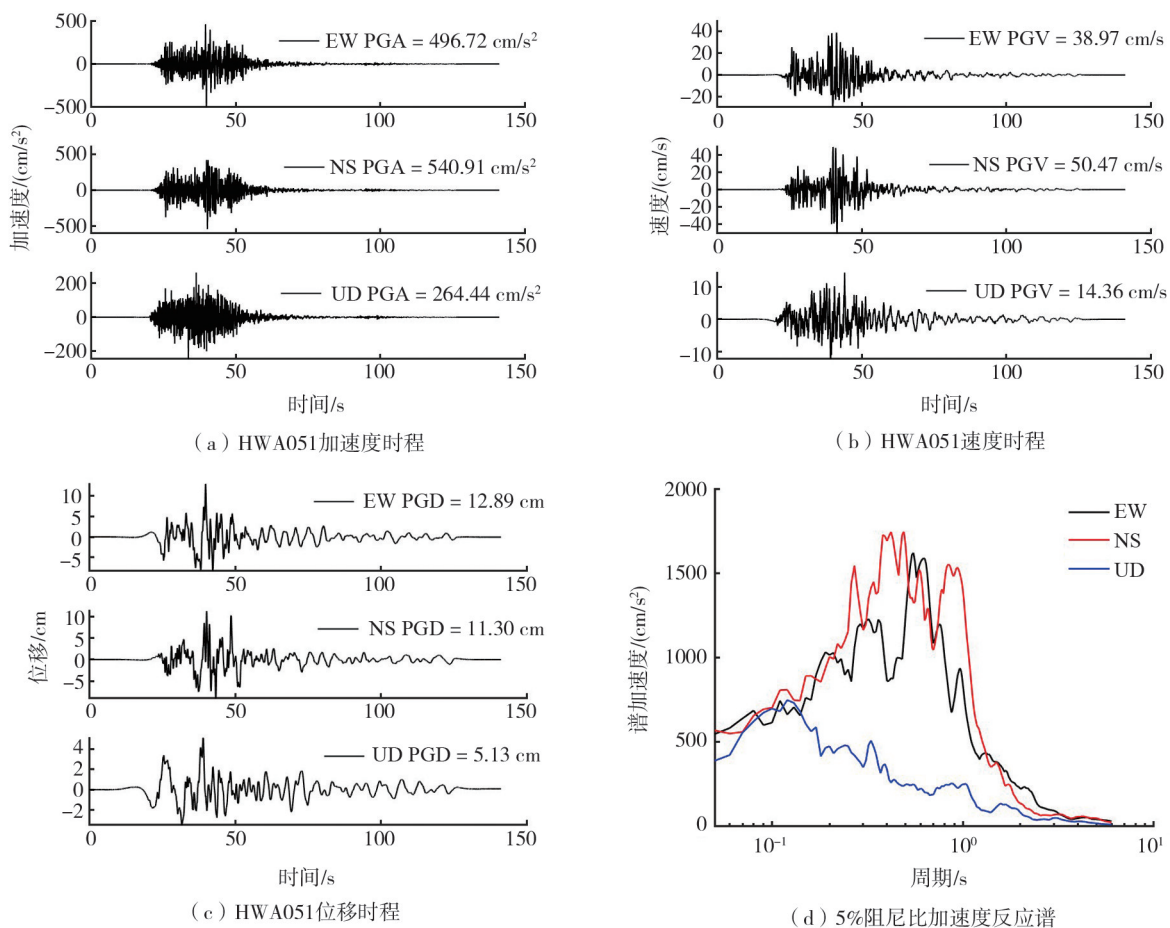 500
0
−500
EW PGA = 496.72 cm/s²
0 50 100 150
加速度/(cm/s²)
500
0
−500
NS PGA = 540.91 cm/s²
0 50 100 150
200
0
−200
UD PGA = 264.44 cm/s²
0 50 100 150
时间/s
（a）HWA051加速度时程
40
20
0
−20
EW PGV = 38.97 cm/s
0 50 100 150
速度/(cm/s)
40
20
0
−20
−40
NS PGV = 50.47 cm/s
0 50 100 150
10
0
−10
UD PGV = 14.36 cm/s
0 50 100 150
时间/s
（b）HWA051速度时程
10
5
0
−5
EW PGD = 12.89 cm
0 50 100 150
位移/cm
10
5
0
−5
NS PGD = 11.30 cm
0 50 100 150
4
2
0
−2
UD PGD = 5.13 cm
0 50 100 150
时间/s
（c）HWA051位移时程
谱加速度/(cm/s²)
2000
1500
1000
500
0
EW
NS
UD
10⁻¹ 10⁰ 10¹
周期/s
（d）5%阻尼比加速度反应谱